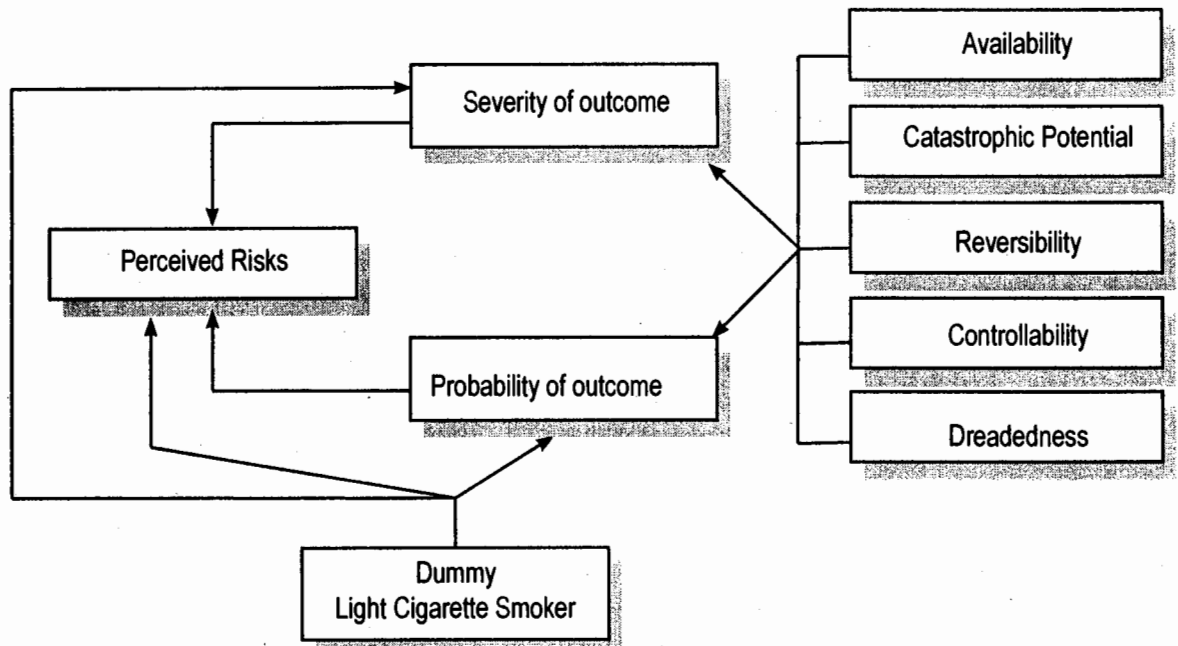 Availability
Severity of outcome
Catastrophic Potential
Perceived Risks
Reversibility
Controllability
Probability of outcome
Dreadedness
Dummy
Light Cigarette Smoker